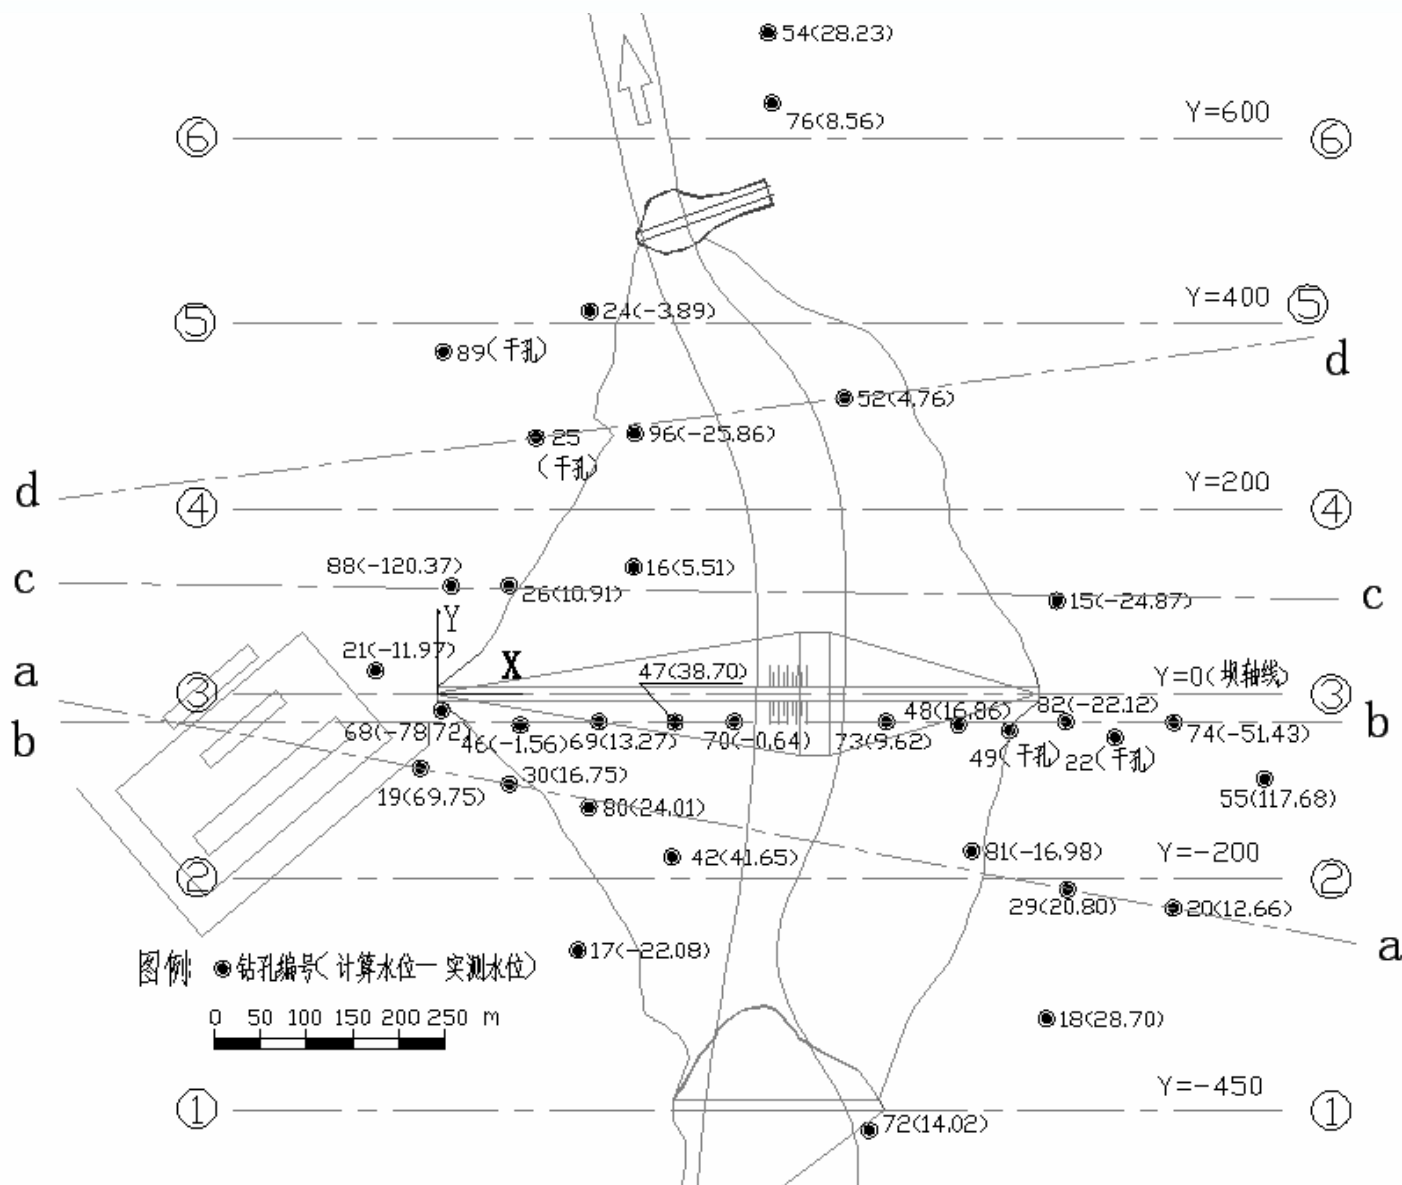 54(28.23)
Y=600
76(8.56)
⑥
⑥
Y=400
⑤
24(-3.89)
⑤
89(干孔)
d
52(4.76)
25
96(-25.86)
(干孔)
d
Y=200
④
④
88(-120.37)
16(5.51)
c
26(10.91)
15(-24.87)
c
Y
21(-11.97)
X
47(38.70)
Y=0(坝轴线)
a
③
③
48(16.86)
82(-22.12)
b
68(-78.72)
46(-1.56)
69(13.27)
70(-0.64)
73(9.62)
49(干孔)
22(干孔)
74(-51.43)
b
30(16.75)
19(69.75)
80(24.01)
55(117.68)
42(41.65)
81(-16.98)
Y=-200
②
②
29(20.80)
20(12.66)
a
17(-22.08)
图例:
钻孔编号(计算水位—实测水位)
0 50 100 150 200 250 m
18(28.70)
Y=-450
①
①
72(14.02)